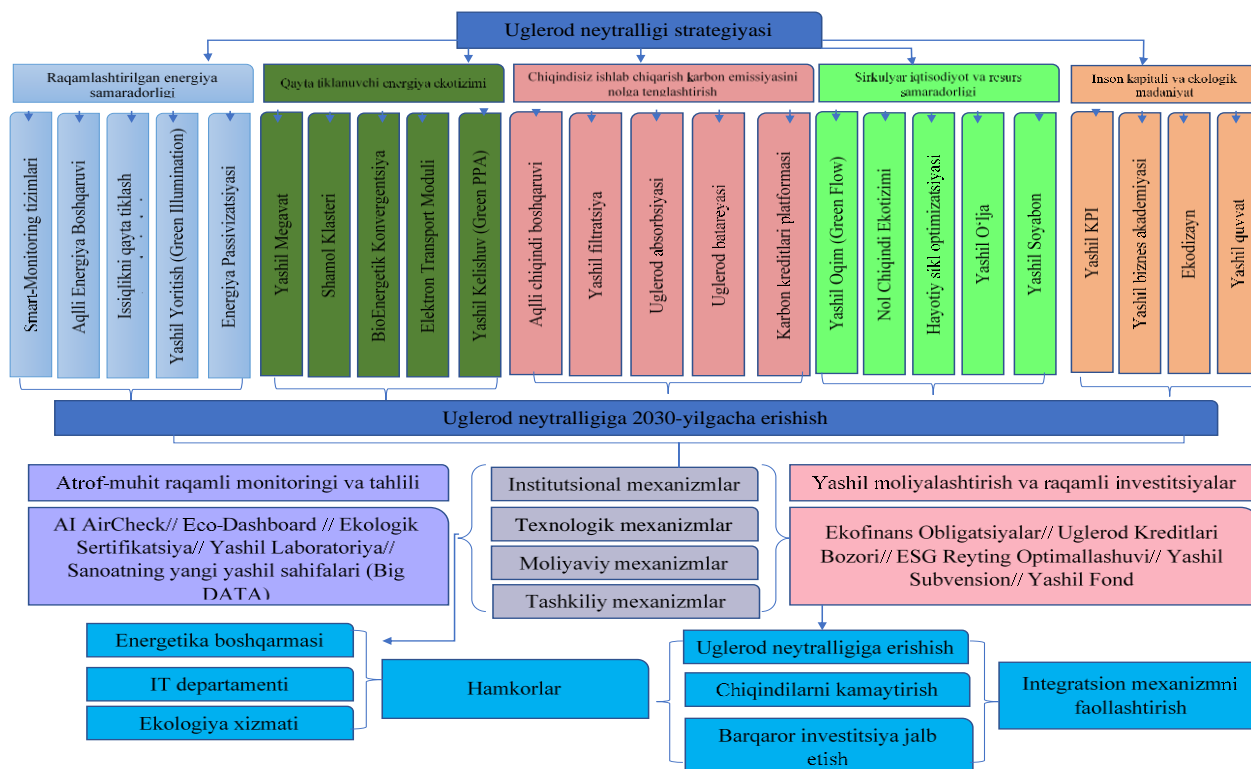 Uglerod neytralligi strategiyasi
Raqamlashtirilgan energiya
samaradorligi
Smart-Monitoring tizimlari
Aqlli Energiya Boshqaruvi
Issiqlikni qayta tiklash
Yashil Yoritish (Green Illumination)
Energiya Passivizatsiyasi
Qayta tiklanuvchi energiya ekotizimi
Yashil Megavat
Shamol Klasteri
BioEnergetik Konvergentsiya
Elektron Transport Moduli
Yashil Kelishuv (Green PPA)
Chiqindisiz ishlab chiqarish karbon emissiyasini
nolga tenglashtirish
Aqlli chiqindi boshqaruvi
Yashil filtratsiya
Uglerod absorbsiyasi
Uglerod batareyasi
Karbon kreditlari platformasi
Sirkulyar iqtisodiyot va resurs
samaradorligi
Yashil Oqim (Green Flow)
Nol Chiqindi Ekotizimi
Hayotiy sikl optimizatsiyasi
Yashil O‘lja
Yashil Soyabon
Inson kapitali va ekologik
madaniyat
Yashil KPI
Yashil biznes akademiyasi
Ekodizayn
Yashil quvvat
Uglerod neytralligiga 2030-yilgacha erishish
Atrof-muhit raqamli monitoringi va tahlili
AI AirCheck// Eco-Dashboard // Ekologik
Sertifikatsiya// Yashil Laboratoriya//
Sanoatning yangi yashil sahifalari (Big
DATA)
Institutsional mexanizmlar
Texnologik mexanizmlar
Moliyaviy mexanizmlar
Tashkiliy mexanizmlar
Yashil moliyalashtirish va raqamli investitsiyalar
Ekofinans Obligatsiyalar// Uglerod Kreditlari
Bozori// ESG Reyting Optimallashuvi// Yashil
Subvension// Yashil Fond
Energetika boshqarmasi
IT departamenti
Ekologiya xizmati
Hamkorlar
Uglerod neytralligiga erishish
Chiqindilarni kamaytirish
Barqaror investitsiya jalb
etish
Integratsion mexanizmni
faollashtirish